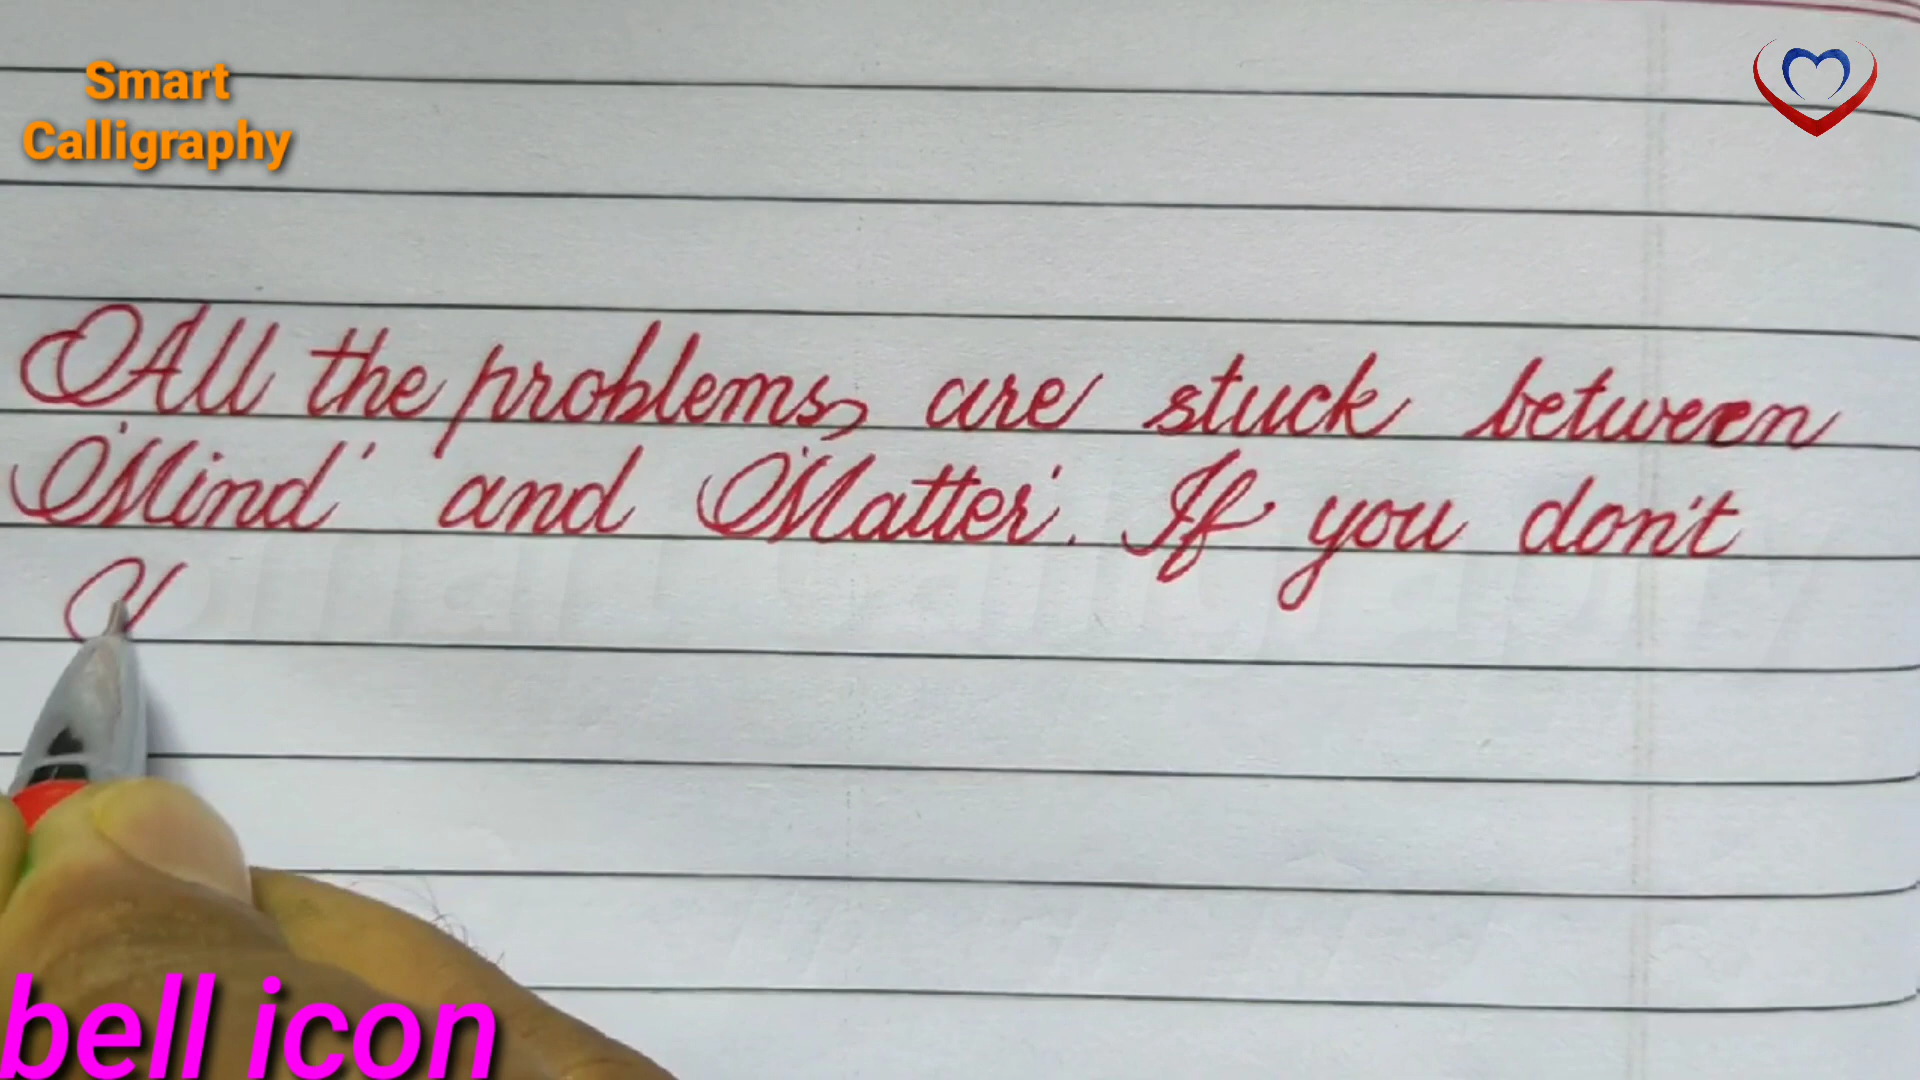 Smart
Calligraphy
All the problems, are stuck between
'Mind' and 'Matter'. If you don't
bell icon